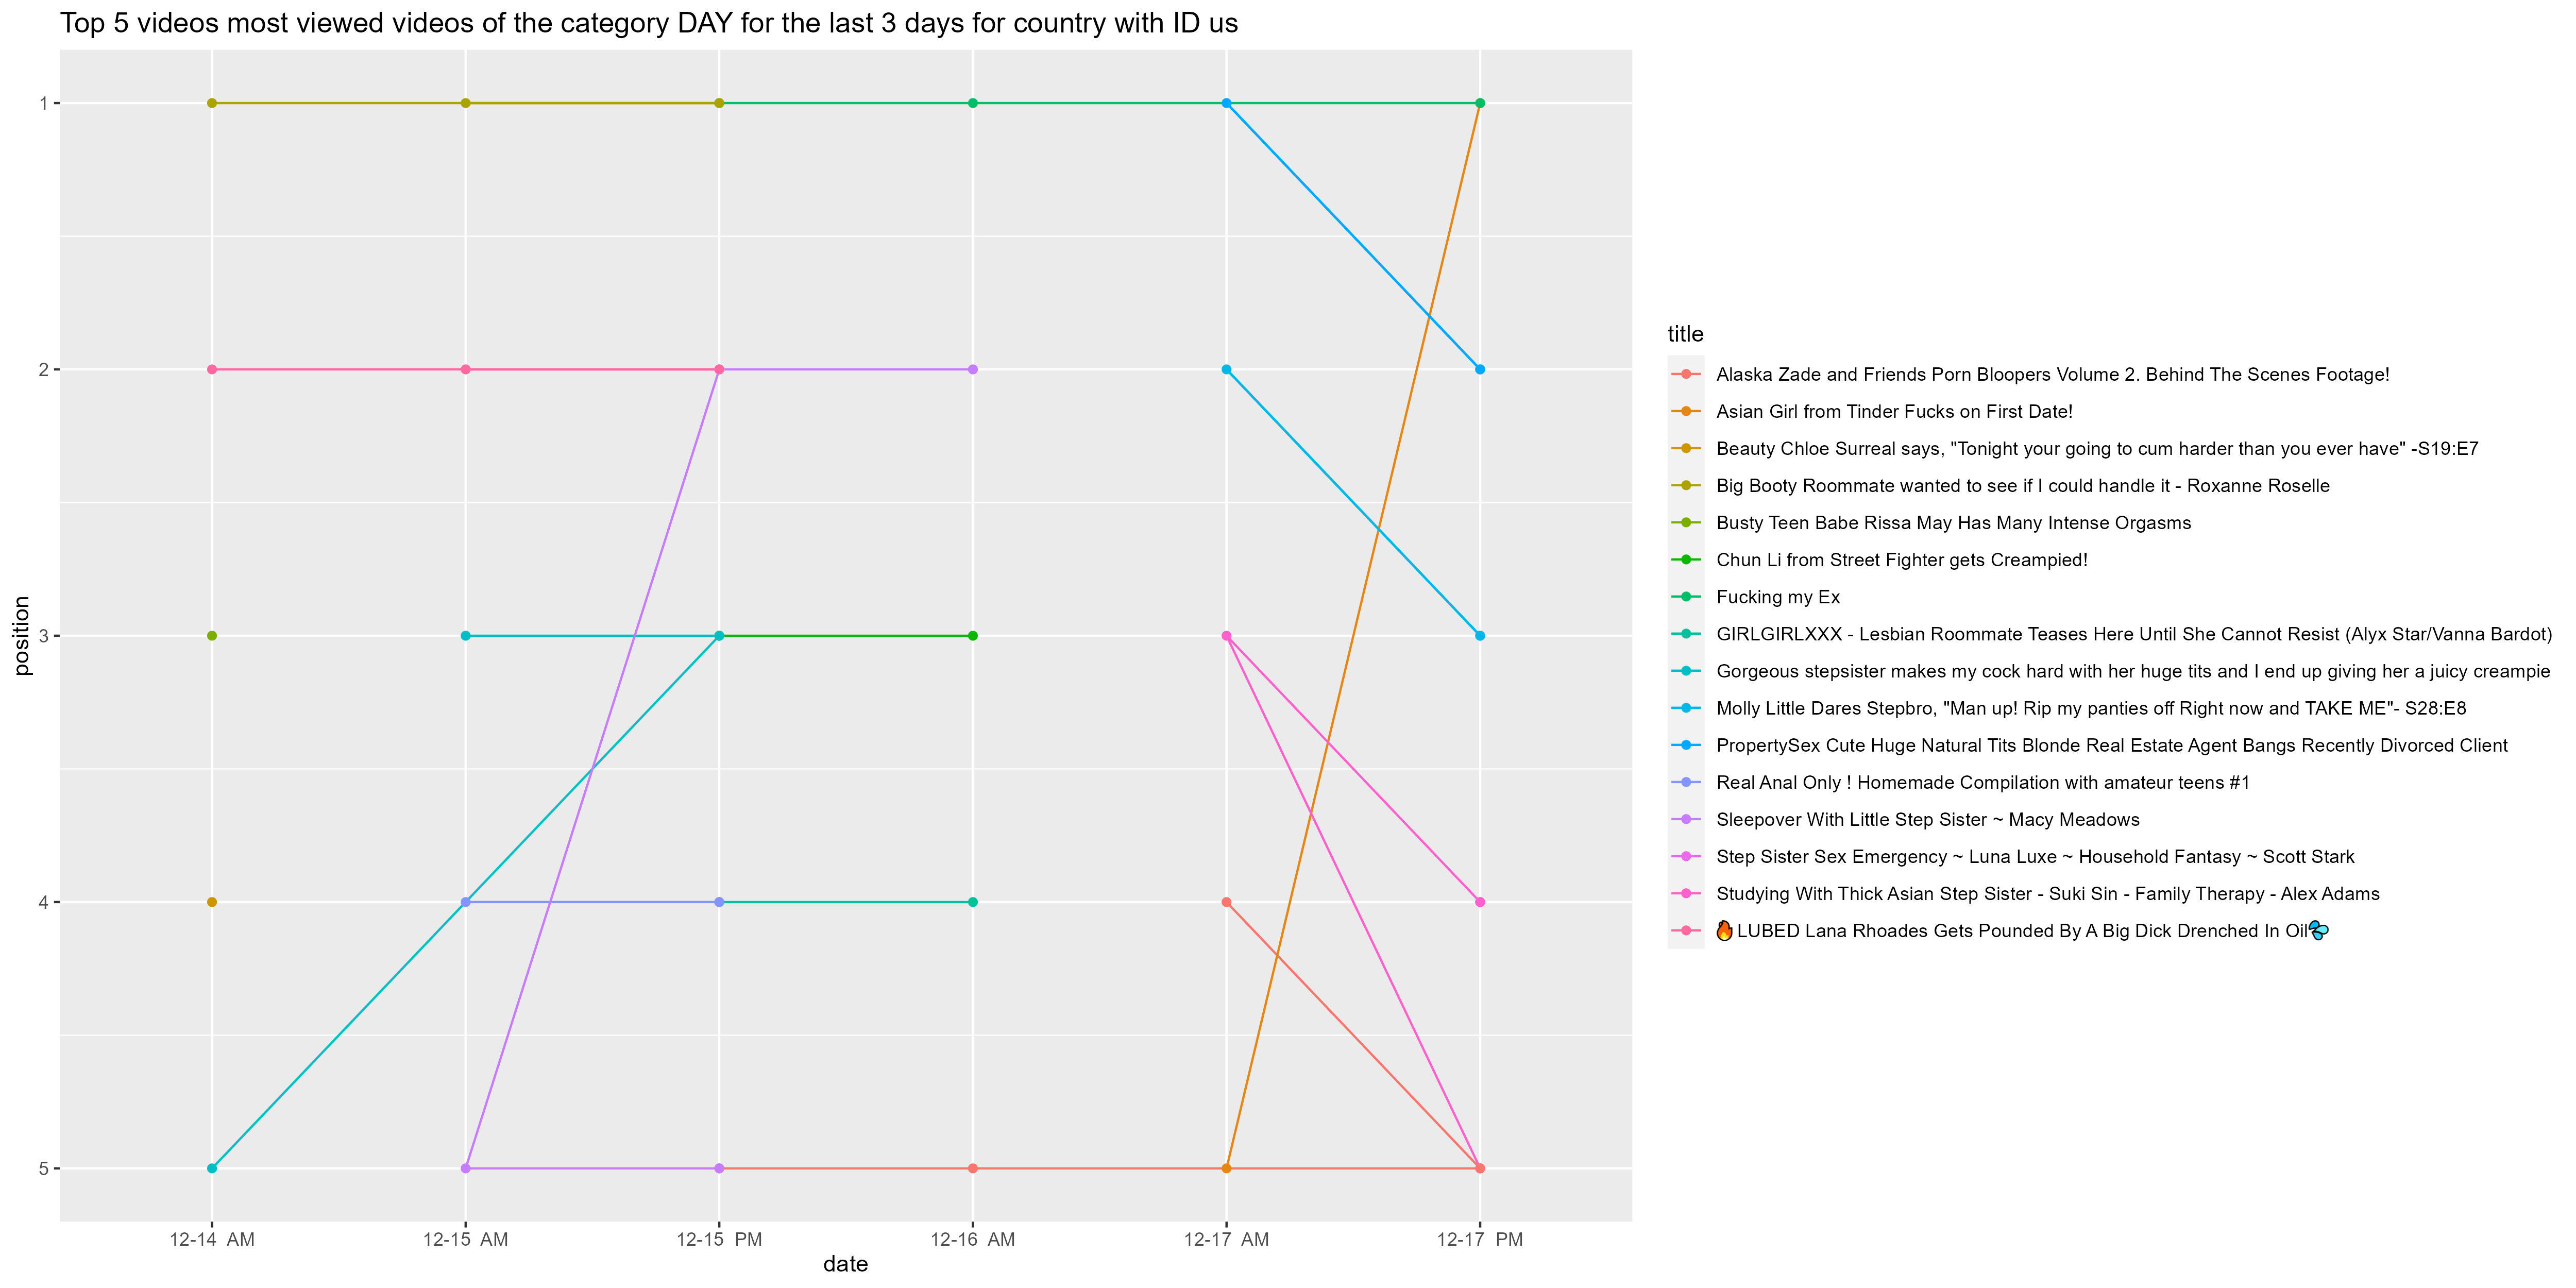 Top 5 videos most viewed videos of the category DAY for the last 3 days for country with ID us
1
2
3
4
5
position
12-14 AM
12-15 AM
12-15 PM
12-16 AM
12-17 AM
12-17 PM
date
title
Alaska Zade and Friends Porn Bloopers Volume 2. Behind The Scenes Footage!
Asian Girl from Tinder Fucks on First Date!
Beauty Chloe Surreal says, "Tonight your going to cum harder than you ever have" -S19:E7
Big Booty Roommate wanted to see if I could handle it - Roxanne Roselle
Busty Teen Babe Rissa May Has Many Intense Orgasms
Chun Li from Street Fighter gets Creampied!
Fucking my Ex
GIRLGIRLXXX - Lesbian Roommate Teases Here Until She Cannot Resist (Alyx Star/Vanna Bardot)
Gorgeous stepsister makes my cock hard with her huge tits and I end up giving her a juicy creampie
Molly Little Dares Stepbro, "Man up! Rip my panties off Right now and TAKE ME"- S28:E8
PropertySex Cute Huge Natural Tits Blonde Real Estate Agent Bangs Recently Divorced Client
Real Anal Only ! Homemade Compilation with amateur teens #1
Sleepover With Little Step Sister ~ Macy Meadows
Step Sister Sex Emergency ~ Luna Luxe ~ Household Fantasy ~ Scott Stark
Studying With Thick Asian Step Sister - Suki Sin - Family Therapy - Alex Adams
🔥LUBED Lana Rhoades Gets Pounded By A Big Dick Drenched In Oil💦